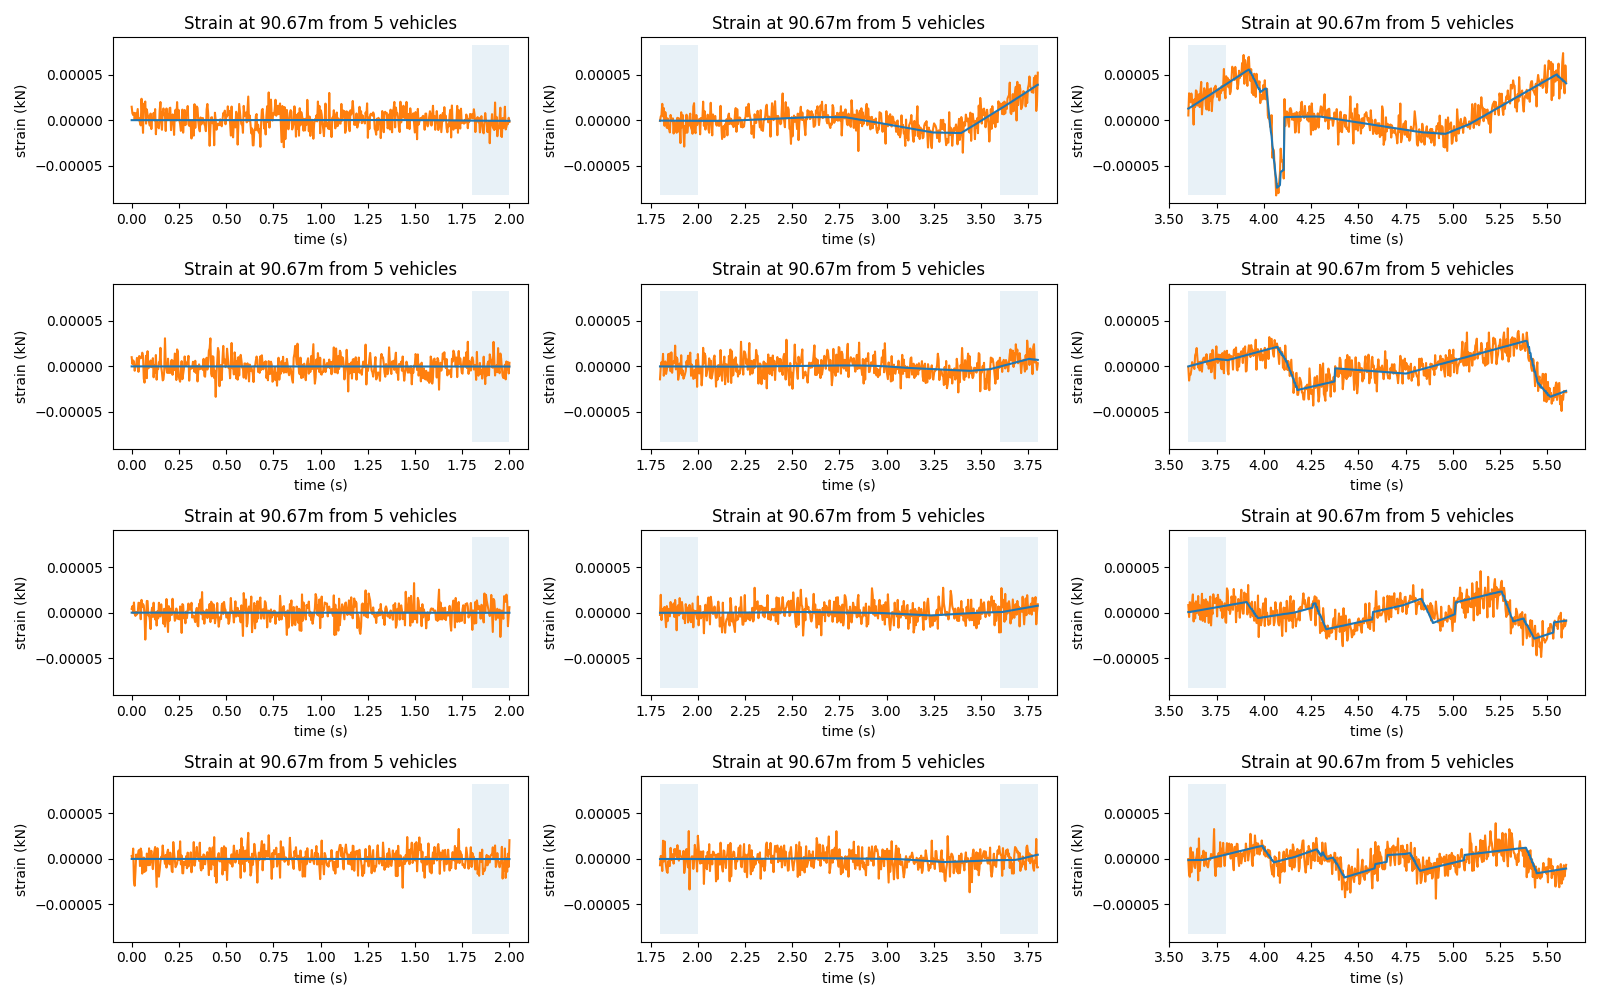 Strain at 90.67m from 5 vehicles Strain at 90.67m from 5 vehicles Strain at 90.67m from 5 vehicles
strain (kN) 0.00005 0.00000 −0.00005 strain (kN) 0.00005 0.00000 −0.00005 strain (kN) 0.00005 0.00000 −0.00005
0.00 0.25 0.50 0.75 1.00 1.25 1.50 1.75 2.00 1.75 2.00 2.25 2.50 2.75 3.00 3.25 3.50 3.75 3.50 3.75 4.00 4.25 4.50 4.75 5.00 5.25 5.50
time (s) time (s) time (s)
Strain at 90.67m from 5 vehicles Strain at 90.67m from 5 vehicles Strain at 90.67m from 5 vehicles
strain (kN) 0.00005 0.00000 −0.00005 strain (kN) 0.00005 0.00000 −0.00005 strain (kN) 0.00005 0.00000 −0.00005
0.00 0.25 0.50 0.75 1.00 1.25 1.50 1.75 2.00 1.75 2.00 2.25 2.50 2.75 3.00 3.25 3.50 3.75 3.50 3.75 4.00 4.25 4.50 4.75 5.00 5.25 5.50
time (s) time (s) time (s)
Strain at 90.67m from 5 vehicles Strain at 90.67m from 5 vehicles Strain at 90.67m from 5 vehicles
strain (kN) 0.00005 0.00000 −0.00005 strain (kN) 0.00005 0.00000 −0.00005 strain (kN) 0.00005 0.00000 −0.00005
0.00 0.25 0.50 0.75 1.00 1.25 1.50 1.75 2.00 1.75 2.00 2.25 2.50 2.75 3.00 3.25 3.50 3.75 3.50 3.75 4.00 4.25 4.50 4.75 5.00 5.25 5.50
time (s) time (s) time (s)
Strain at 90.67m from 5 vehicles Strain at 90.67m from 5 vehicles Strain at 90.67m from 5 vehicles
strain (kN) 0.00005 0.00000 −0.00005 strain (kN) 0.00005 0.00000 −0.00005 strain (kN) 0.00005 0.00000 −0.00005
0.00 0.25 0.50 0.75 1.00 1.25 1.50 1.75 2.00 1.75 2.00 2.25 2.50 2.75 3.00 3.25 3.50 3.75 3.50 3.75 4.00 4.25 4.50 4.75 5.00 5.25 5.50
time (s) time (s) time (s)